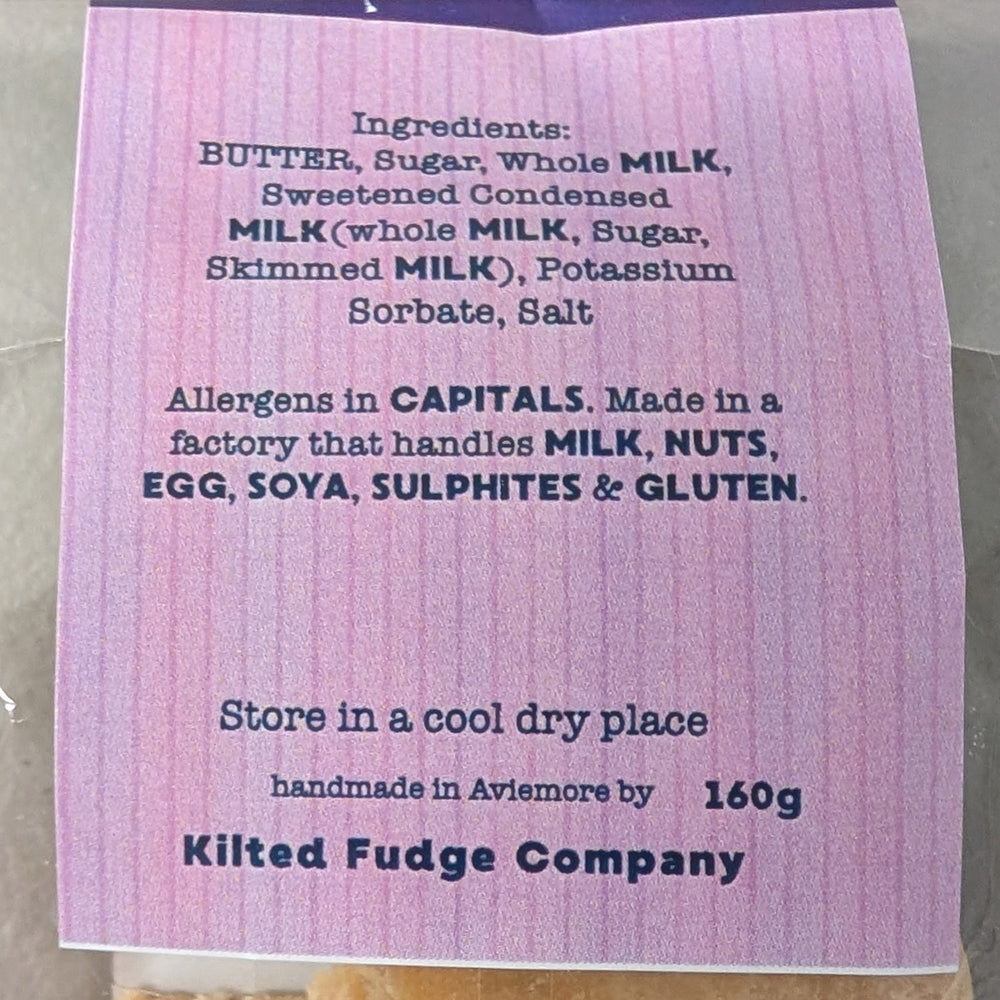 Ingredients:
BUTTER, Sugar, Whole MILK,
Sweetened Condensed
MILK(whole MILK, Sugar,
Skimmed MILK), Potassium
Sorbate, Salt
Allergens in CAPITALS. Made in a
factory that handles MILK, NUTS,
EGG, SOYA, SULPHITES & GLUTEN.
Store in a cool dry place
handmade in Aviemore by 160g
Kilted Fudge Company